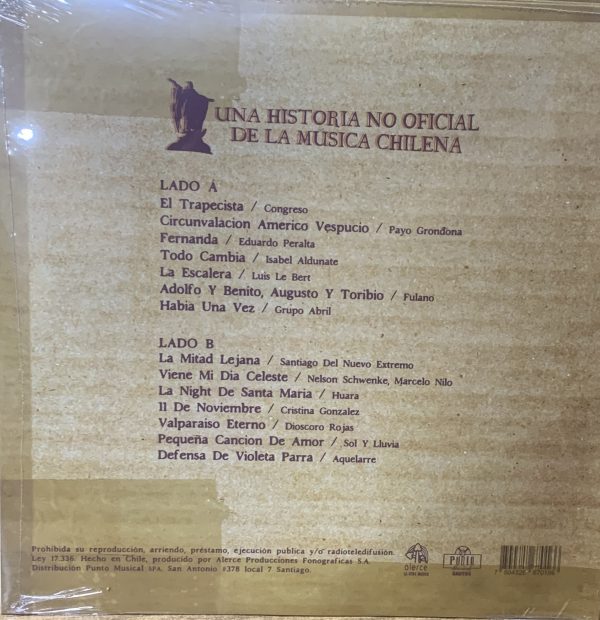 UNA HISTORIA NO OFICIAL
DE LA MUSICA CHILENA
LADO A
El Trapecista / Congreso
Circunvalacion Americo Vespucio / Payo Grondona
Fernanda / Eduardo Peralta
Todo Cambia / Isabel Aldunate
La Escalera / Luis Le Bert
Adolfo Y Benito, Augusto Y Toribio / Fulano
Habia Una Vez / Grupo Abril
LADO B
La Mitad Lejana / Santiago Del Nuevo Extremo
Viene Mi Dia Celeste / Nelson Schwenke, Marcelo Nilo
La Night De Santa Maria / Huara
11 De Noviembre / Cristina Gonzalez
Valparaiso Eterno / Dioscoro Rojas
Pequeña Cancion De Amor / Sol Y Lluvia
Defensa De Violeta Parra / Aquelarre
Prohibida su reproducción, arriendo, préstamo, ejecución publica y/o radioteledifusión.
Ley 17.336. Hecho en Chile, producido por Alerce Producciones Fonograficas S.A.
Distribución Punto Musical SPA. San Antonio #378 local 7 Santiago.
alerce
PUNTO